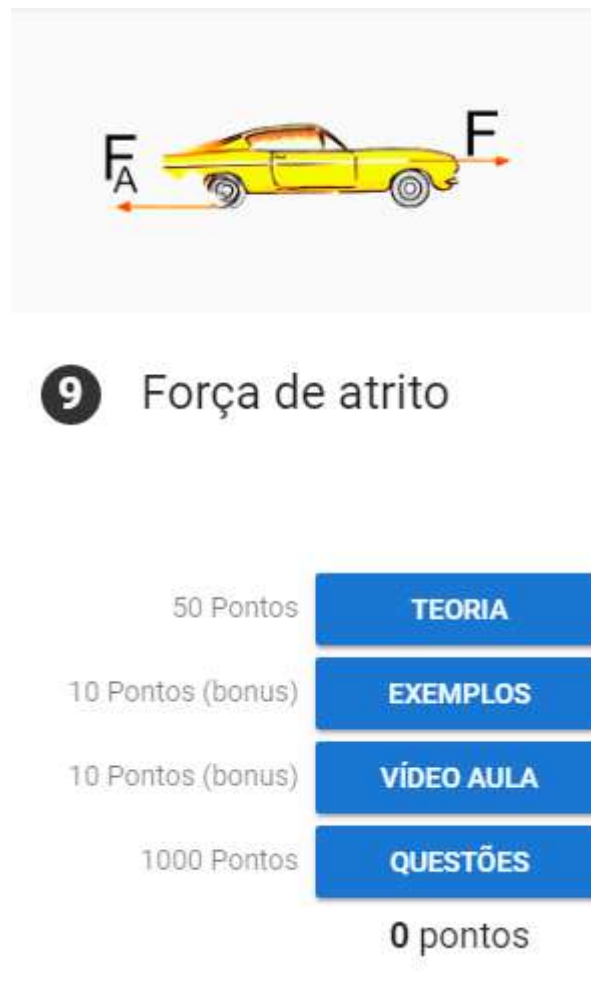 F
F
A
9 Força de atrito
50 Pontos TEORIA
10 Pontos (bonus) EXEMPLOS
10 Pontos (bonus) VÍDEO AULA
1000 Pontos QUESTÕES
0 pontos